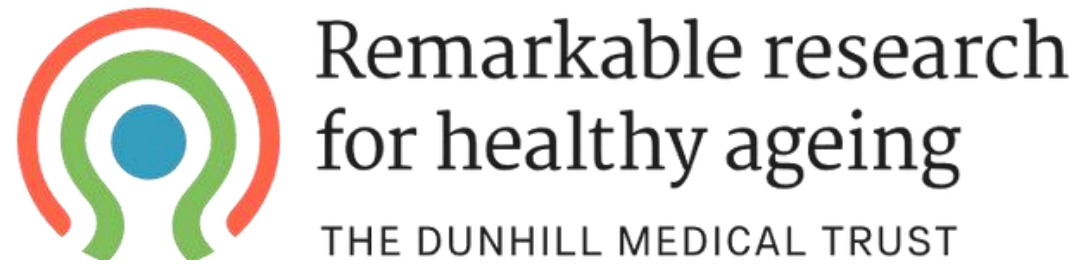 Remarkable research
for healthy ageing
THE DUNHILL MEDICAL TRUST